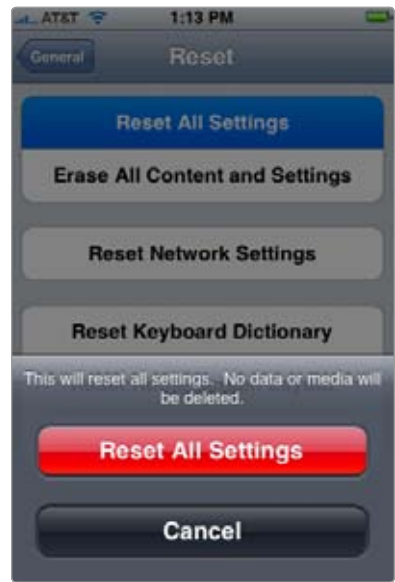 AT&T 1:13 PM
General Reset
Reset All Settings
Erase All Content and Settings
Reset Network Settings
Reset Keyboard Dictionary
This will reset all settings. No data or media will
be deleted.
Reset All Settings
Cancel